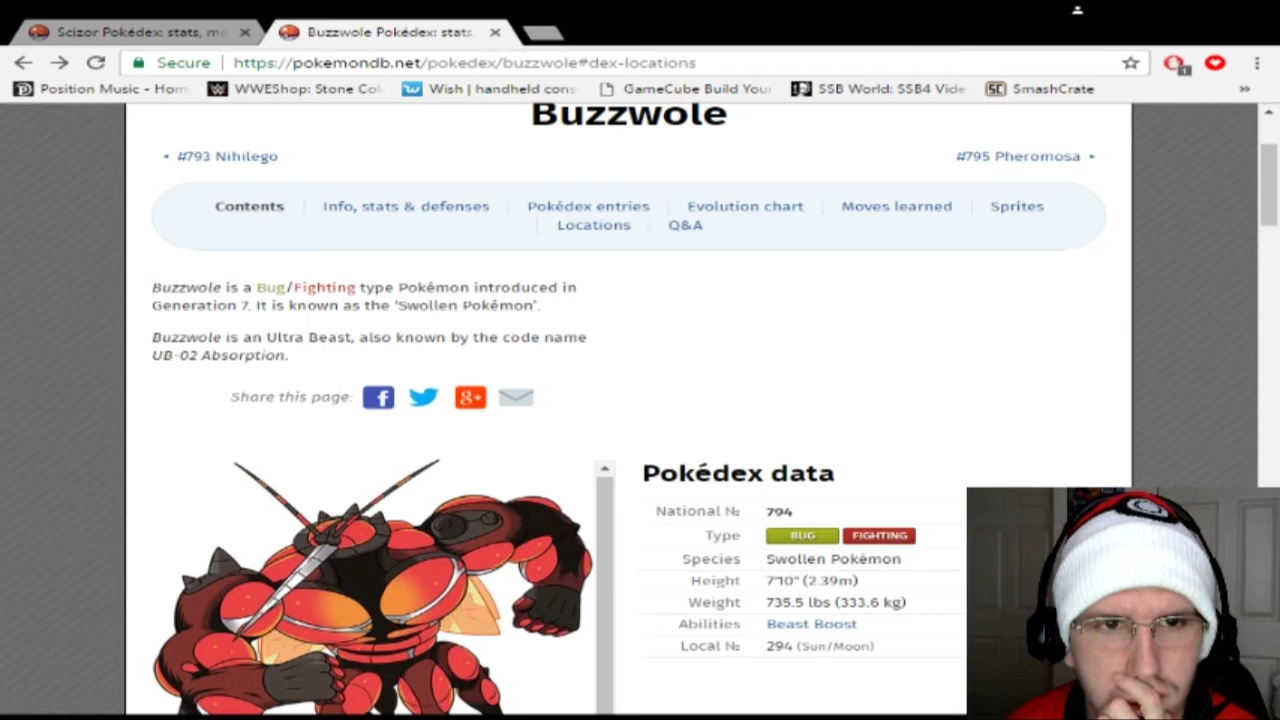 Scizor Pokédex: stats, mo
Buzzwole Pokédex: stats,
Secure
https://pokemondb.net/pokedex/buzzwole#dex-locations
1
Position Music - Hom
WWEShop: Stone Col
Wish | handheld cons
GameCube Build Your
SSB World: SSB4 Vide
SC
SmashCrate
Buzzwole
#793 Nihilego
#795 Pheromosa
Contents
Info, stats & defenses
Pokédex entries
Evolution chart
Moves learned
Sprites
Locations
Q&A
Buzzwole is a Bug/Fighting type Pokémon introduced in
Generation 7. It is known as the ‘Swollen Pokémon’.
Buzzwole is an Ultra Beast, also known by the code name
UB-02 Absorption.
Share this page:
Pokédex data
National № 794
Type BUG FIGHTING
Species Swollen Pokémon
Height 7'10" (2.39m)
Weight 735.5 lbs (333.6 kg)
Abilities Beast Boost
Local № 294 (Sun/Moon)